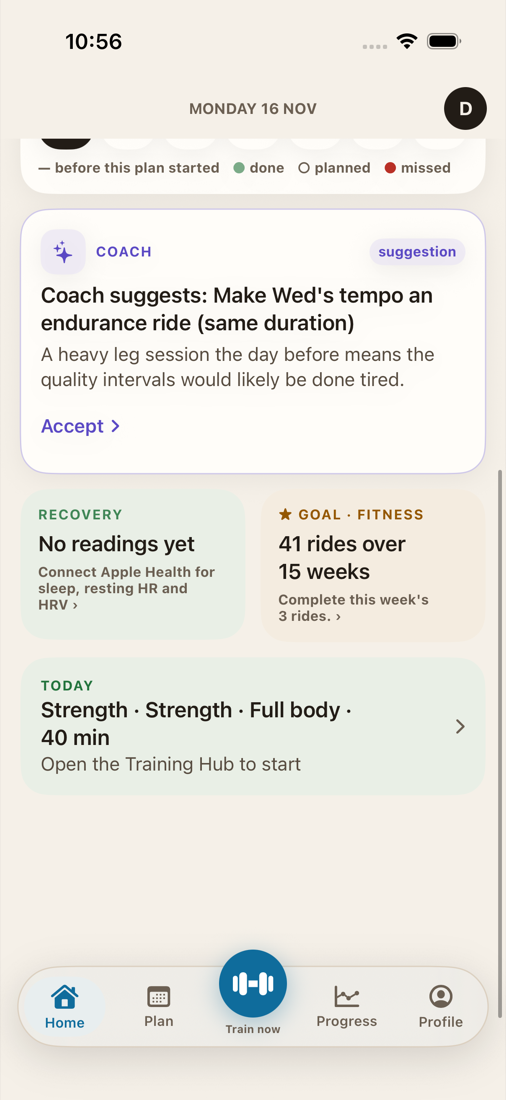 10:56
MONDAY 16 NOV
D
— before this plan started done planned missed
COACH
suggestion
Coach suggests: Make Wed's tempo an
endurance ride (same duration)
A heavy leg session the day before means the
quality intervals would likely be done tired.
Accept >
RECOVERY
No readings yet
Connect Apple Health for
sleep, resting HR and
HRV ›
GOAL · FITNESS
41 rides over
15 weeks
Complete this week's
3 rides. ›
TODAY
Strength · Strength · Full body ·
40 min
Open the Training Hub to start
Home
Plan
Train now
Progress
Profile